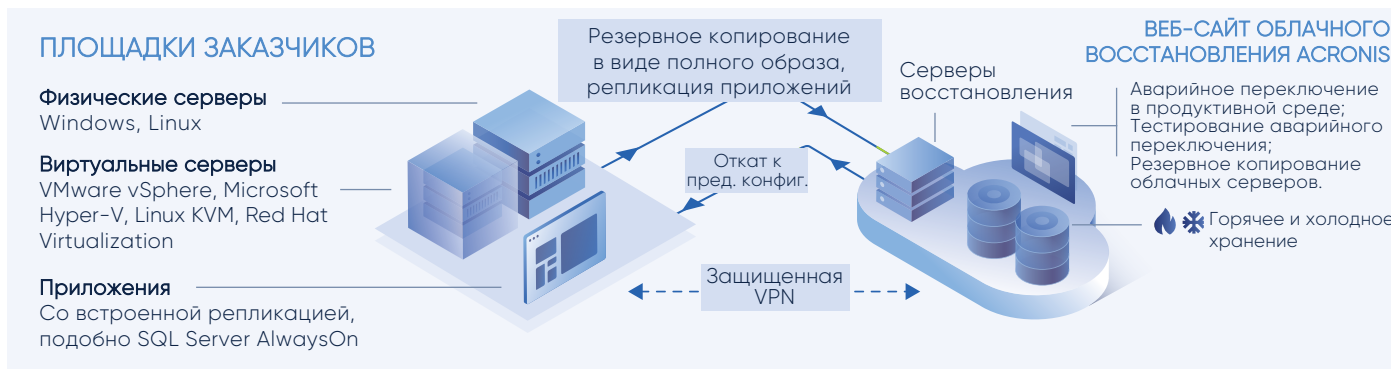 ПЛОЩАДКИ ЗАКАЗЧИКОВ
Физические серверы
Windows, Linux
Виртуальные серверы
VMware vSphere, Microsoft
Hyper-V, Linux KVM, Red Hat
Virtualization
Приложения
Со встроенной репликацией,
подобно SQL Server AlwaysOn
Резервное копирование
в виде полного образа,
репликация приложений
Откат к
пред. конфиг.
Защищенная
VPN
Серверы
восстановления
ВЕБ-САЙТ ОБЛАЧНОГО
ВОССТАНОВЛЕНИЯ ACRONIS
Аварийное переключение
в продуктивной среде;
Тестирование аварийного
переключения;
Резервное копирование
облачных серверов.
Горячее и холодное
хранение